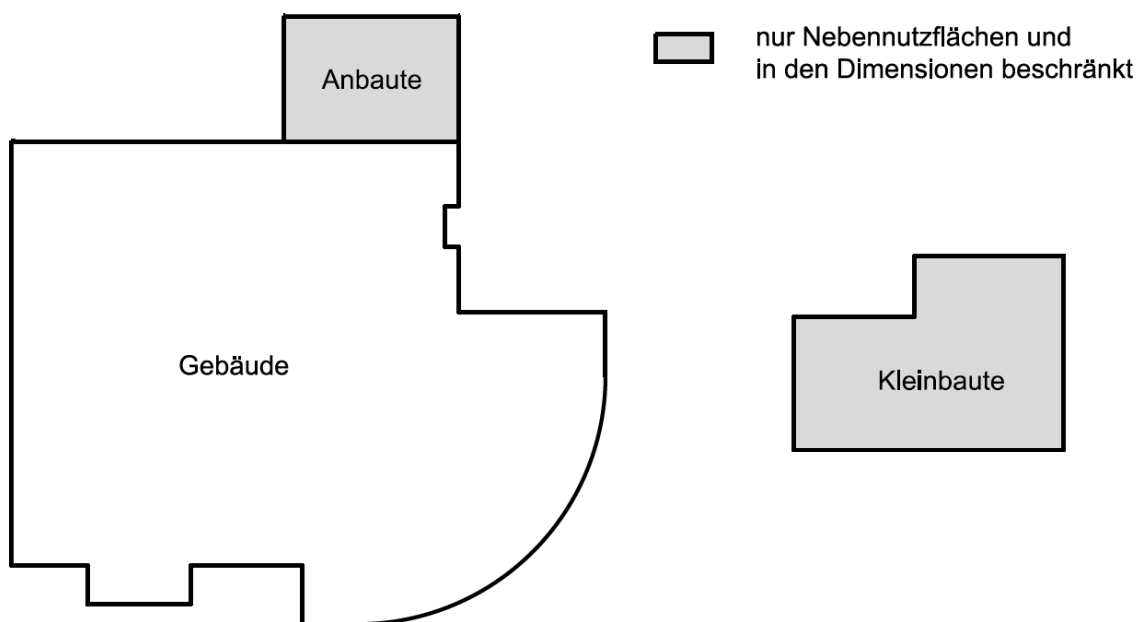 nur Nebennutzflächen und
in den Dimensionen beschränkt
Anbaute
Gebäude
Kleinbaute